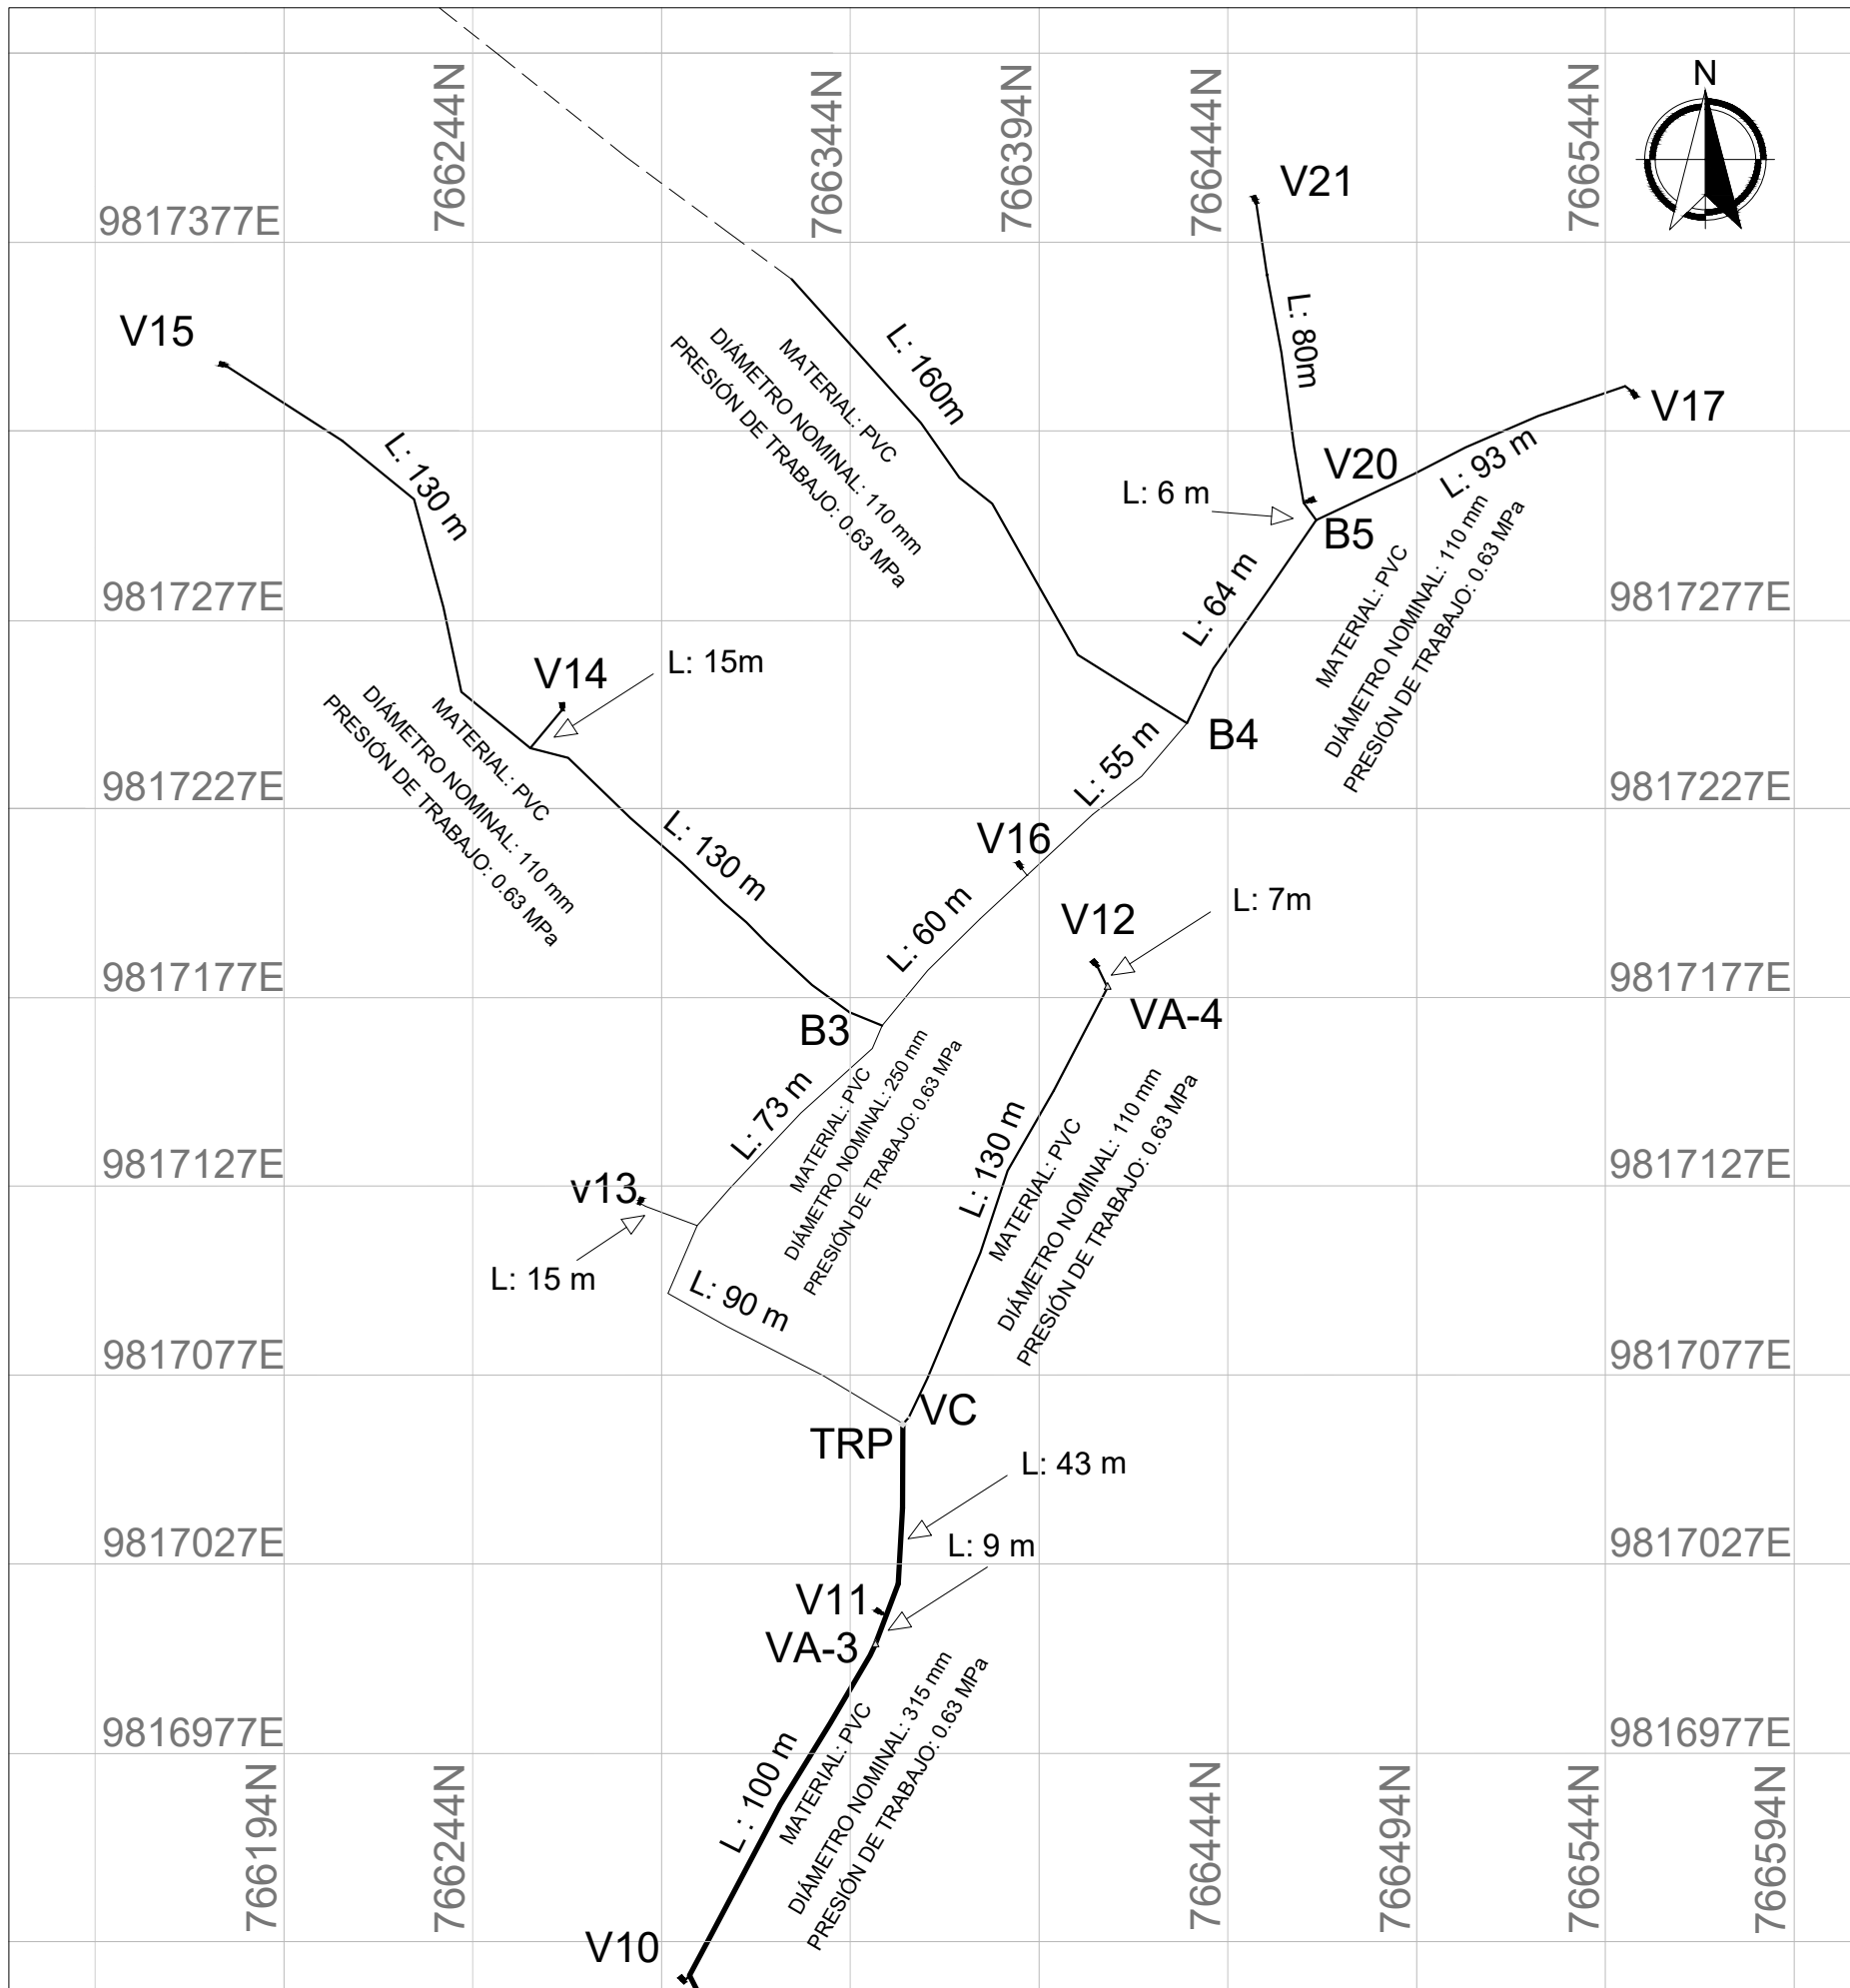 N
766244N
766344N
766394N
766444N
766544N
V21
9817377E
V15
V17
L: 160m
L: 80m
MATERIAL: PVC
DIÁMETRO NOMINAL: 110 mm
PRESIÓN DE TRABAJO: 0.63 MPa
L: 130 m
V20
L: 93 m
L: 6 m
B5
MATERIAL: PVC
DIÁMETRO NOMINAL: 110 mm
PRESIÓN DE TRABAJO: 0.63 MPa
9817277E
9817277E
L: 64 m
V14
L: 15m
MATERIAL: PVC
DIÁMETRO NOMINAL: 110 mm
PRESIÓN DE TRABAJO: 0.63 MPa
B4
L: 55 m
9817227E
9817227E
L: 130 m
V16
L: 60 m
V12
L: 7m
9817177E
9817177E
VA-4
B3
L: 73 m
MATERIAL: PVC
DIÁMETRO NOMINAL: 250 mm
PRESIÓN DE TRABAJO: 0.63 MPa
L: 130 m
MATERIAL: PVC
DIÁMETRO NOMINAL: 110 mm
PRESIÓN DE TRABAJO: 0.63 MPa
9817127E
9817127E
v13
L: 15 m
L: 90 m
9817077E
9817077E
VC
TRP
L: 43 m
9817027E
9817027E
L: 9 m
V11
VA-3
L : 100 m
MATERIAL: PVC
DIÁMETRO NOMINAL: 315 mm
PRESIÓN DE TRABAJO: 0.63 MPa
9816977E
9816977E
766194N
766244N
766444N
766494N
766544N
766594N
V10